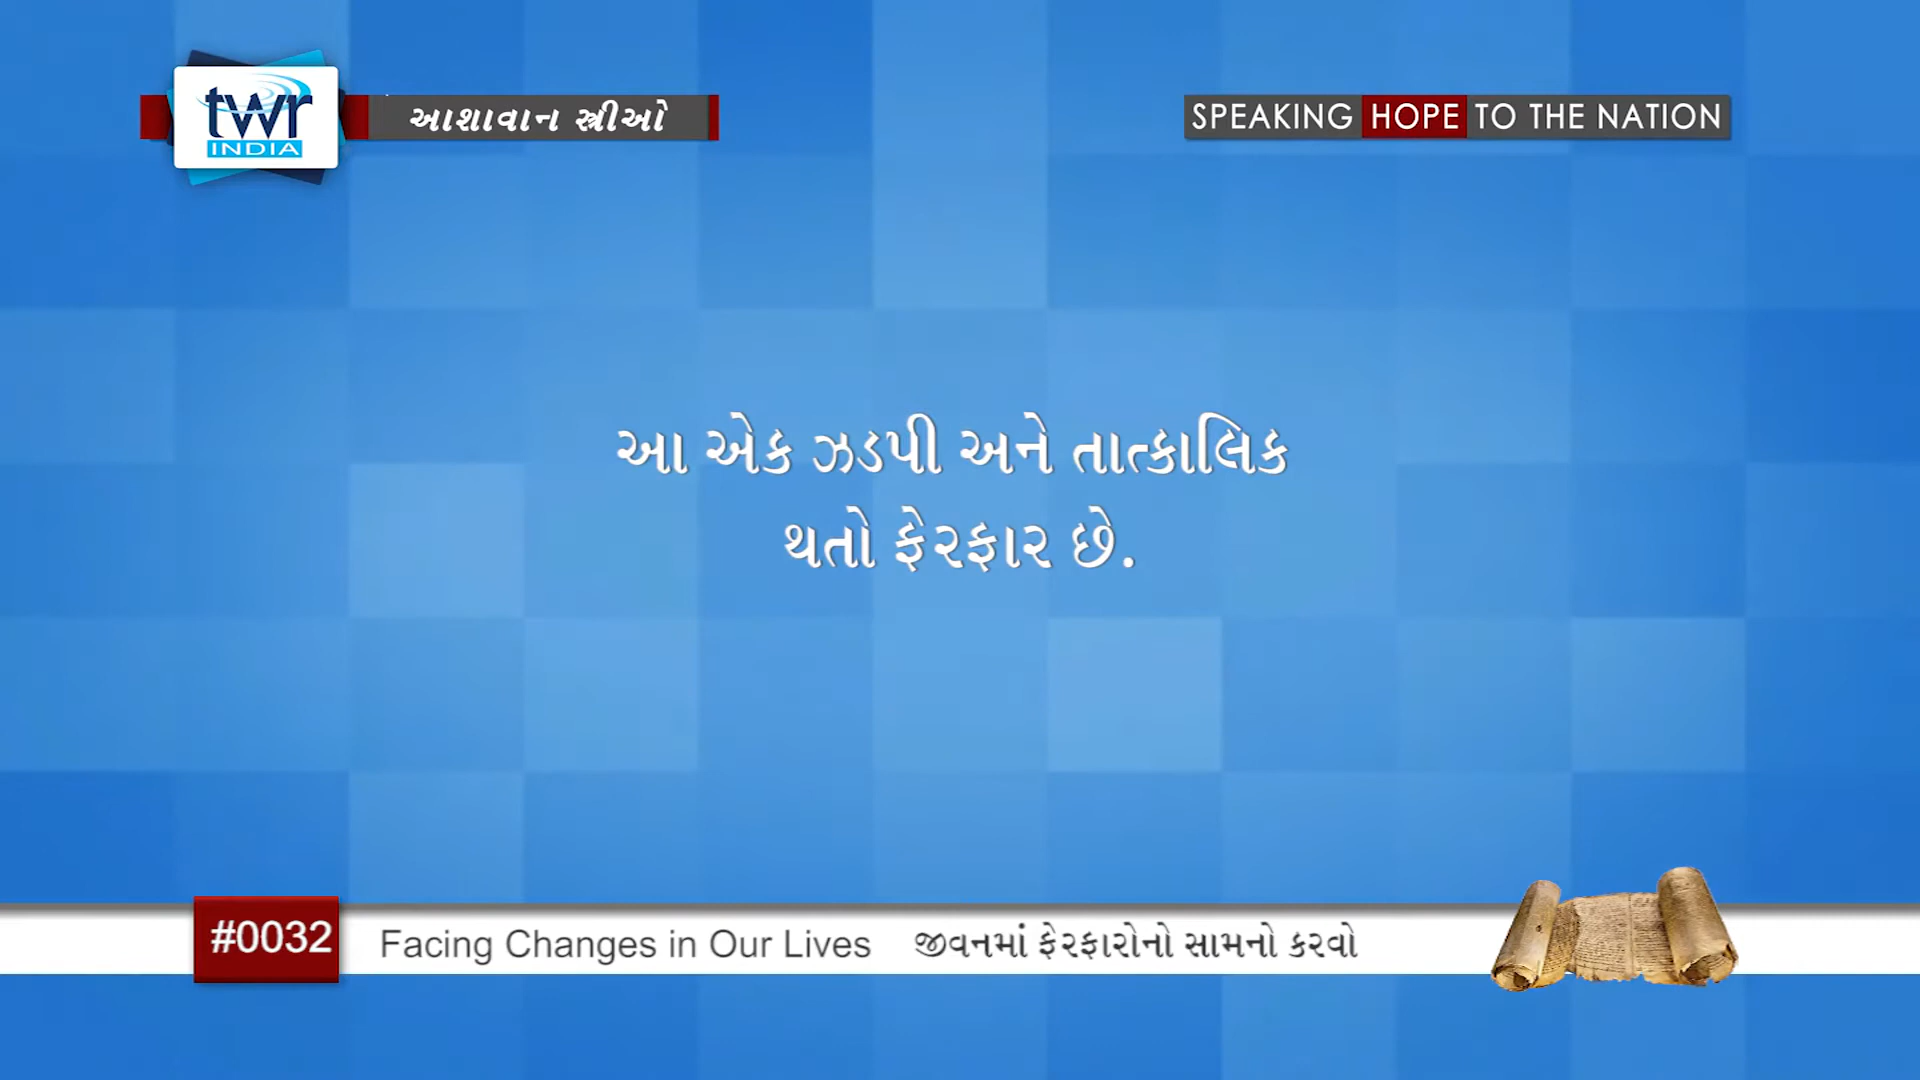 twr
INDIA
આશાવાન સ્ત્રીઓ
SPEAKING HOPE TO THE NATION
આ એક ઝડપી અને તાત્કાલિક
થતો ફેરફાર છે.
#0032
Facing Changes in Our Lives જીવનમાં ફેરફારોનો સામનો કરવો